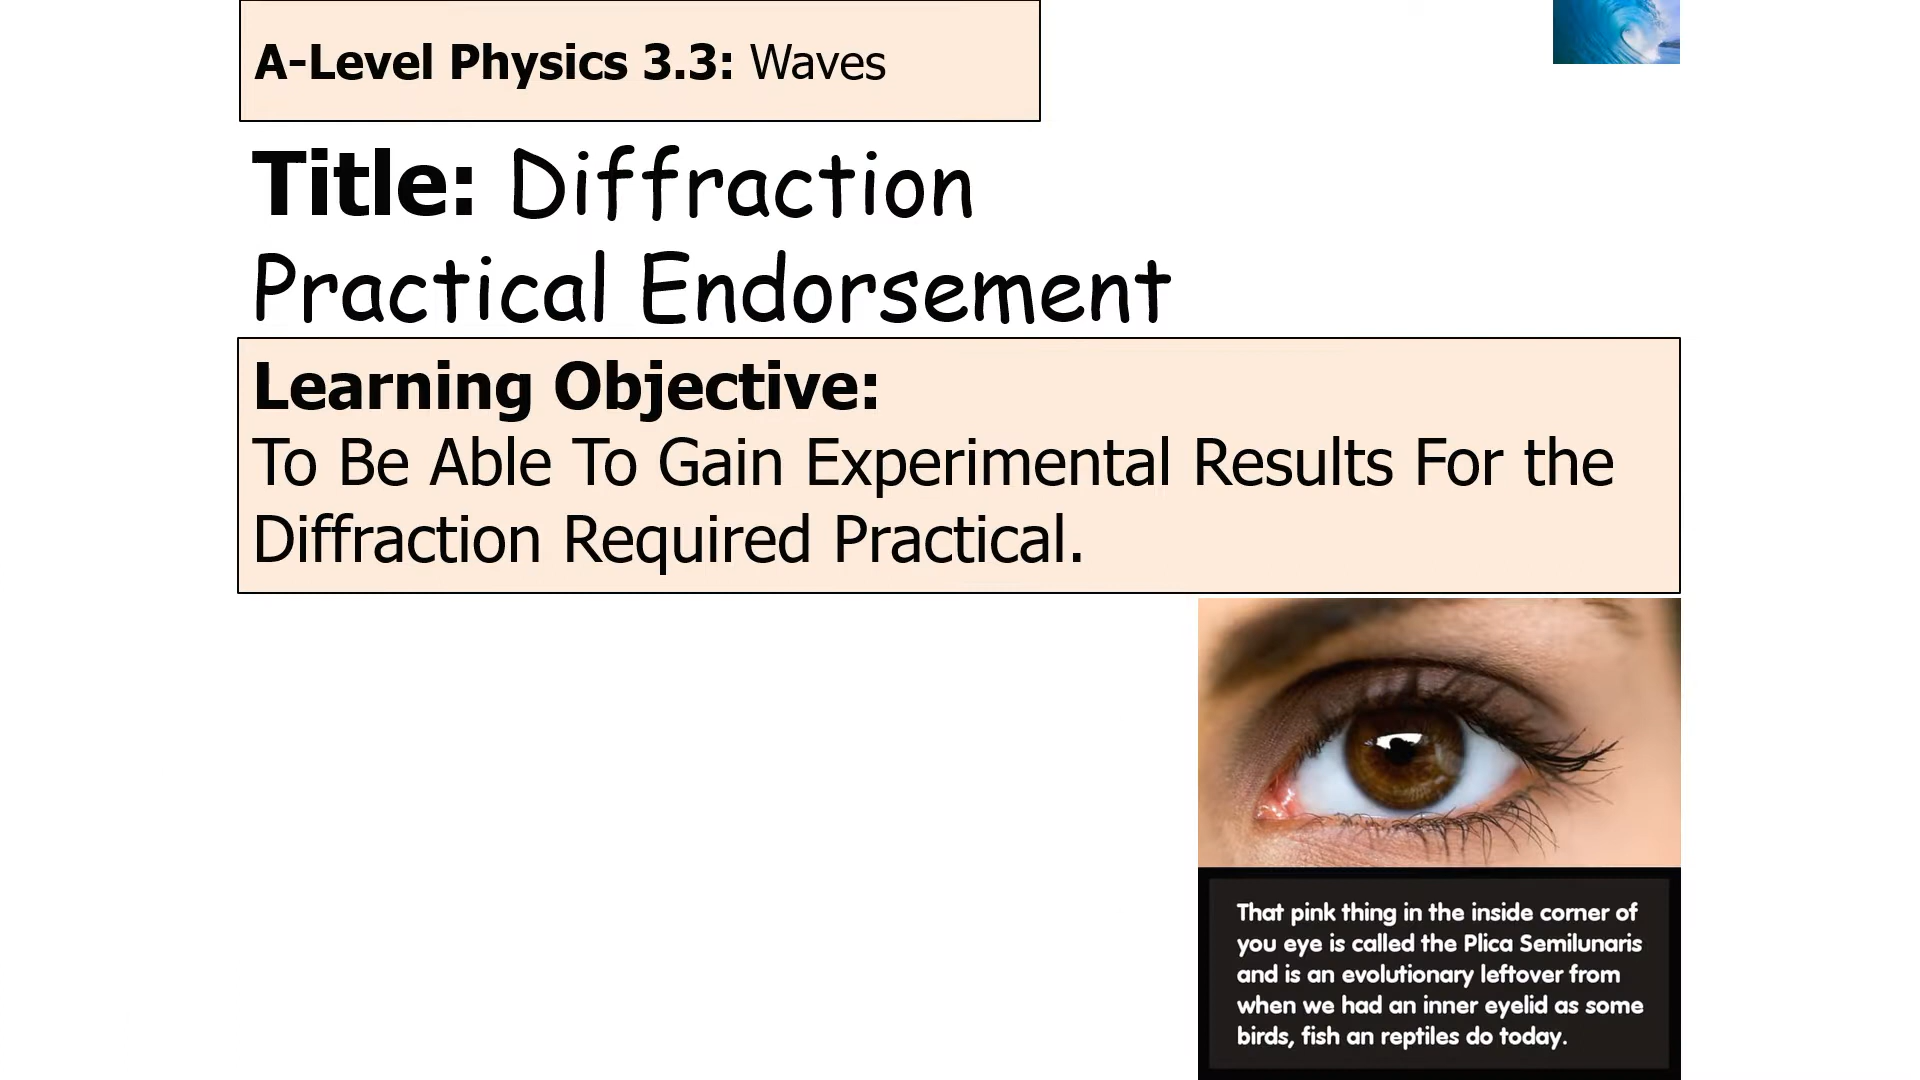 A-Level Physics 3.3: Waves
Title: Diffraction
Practical Endorsement
Learning Objective:
To Be Able To Gain Experimental Results For the
Diffraction Required Practical.
That pink thing in the inside corner of
you eye is called the Plica Semilunaris
and is an evolutionary leftover from
when we had an inner eyelid as some
birds, fish an reptiles do today.